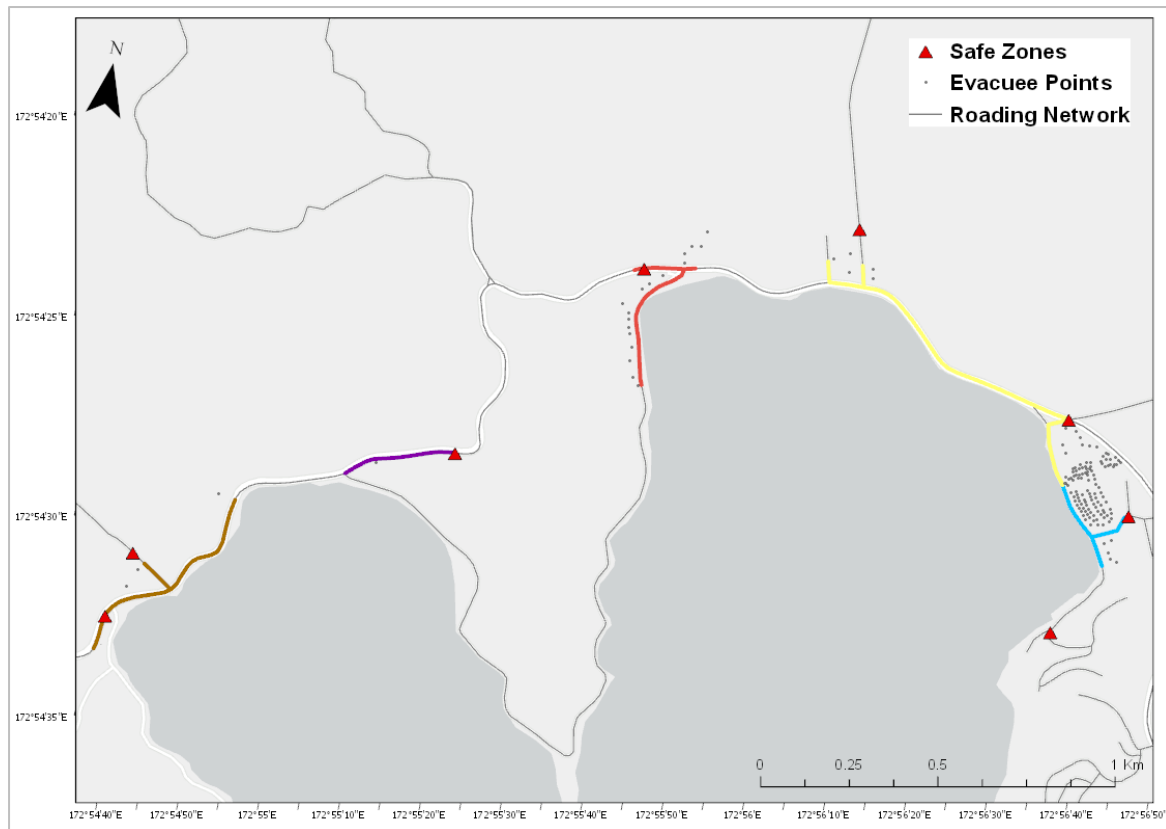 N
Safe Zones
Evacuee Points
Roading Network
172°54'20"E
172°54'25"E
172°54'30"E
172°54'35"E
0 0.25 0.5 1 Km
172°54'40"E 172°54'50"E 172°55'E 172°55'10"E 172°55'20"E 172°55'30"E 172°55'40"E 172°55'50"E 172°56'E 172°56'10"E 172°56'20"E 172°56'30"E 172°56'40"E 172°56'50"E